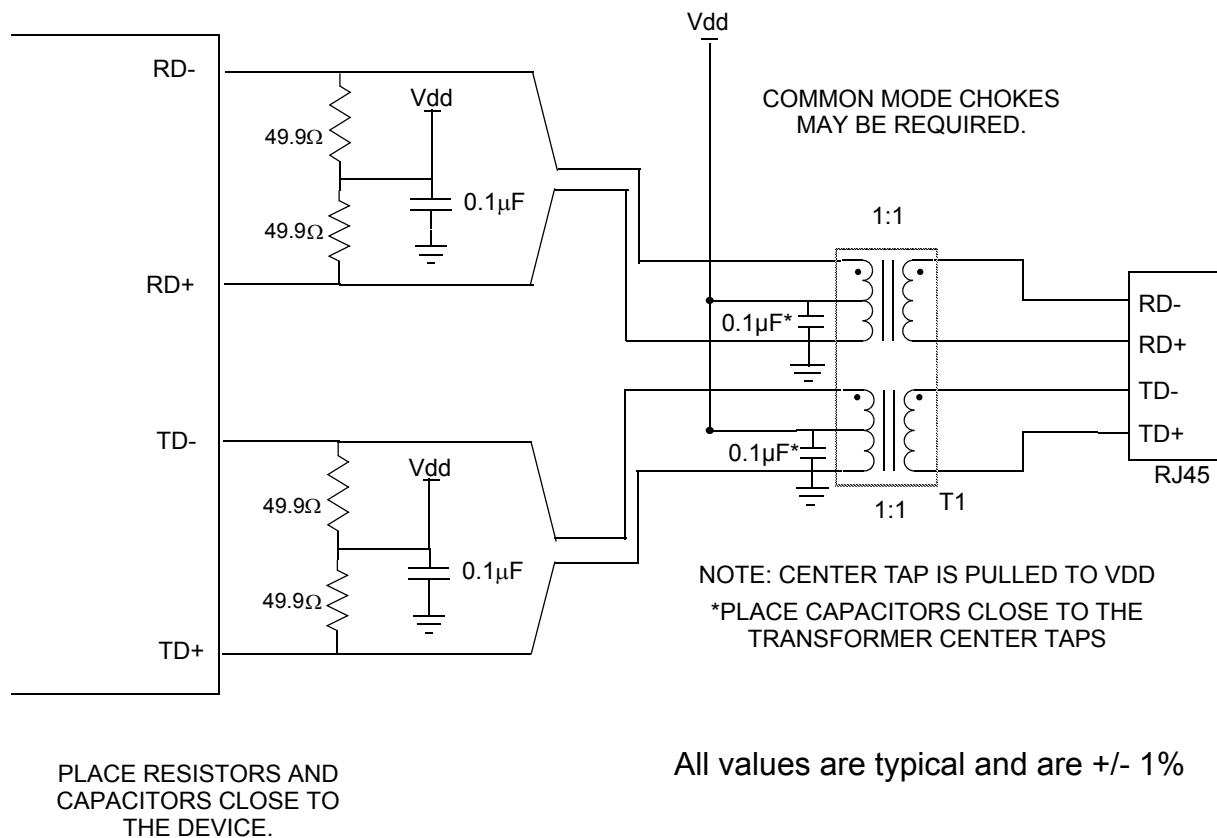 Vdd
RD-
COMMON MODE CHOKES
MAY BE REQUIRED.
Vdd
49.9Ω
0.1μF
1:1
49.9Ω
RD+
RD-
0.1µF*
RD+
TD-
TD-
TD+
0.1µF*
Vdd
RJ45
49.9Ω
1:1
T1
0.1μF
NOTE: CENTER TAP IS PULLED TO VDD
49.9Ω
*PLACE CAPACITORS CLOSE TO THE
TRANSFORMER CENTER TAPS
TD+
PLACE RESISTORS AND
CAPACITORS CLOSE TO
THE DEVICE.
All values are typical and are +/- 1%